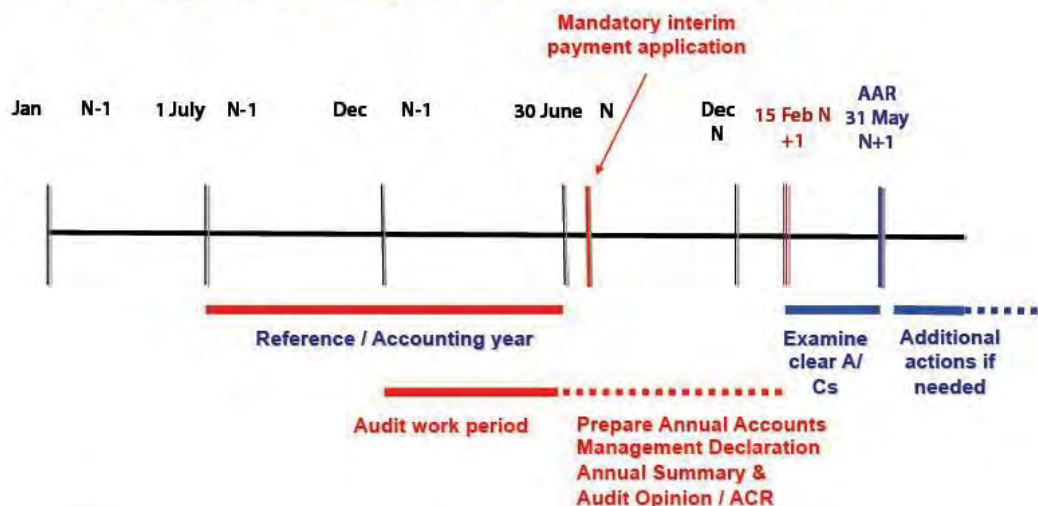 Mandatory interim
payment application
Jan N-1 1 July N-1 Dec N-1 30 June N
Dec
N
15 Feb N
+1
AAR
31 May
N+1
Reference / Accounting year
Examine
clear A/
Cs
Additional
actions if
needed
Audit work period
Prepare Annual Accounts
Management Declaration
Annual Summary &
Audit Opinion / ACR